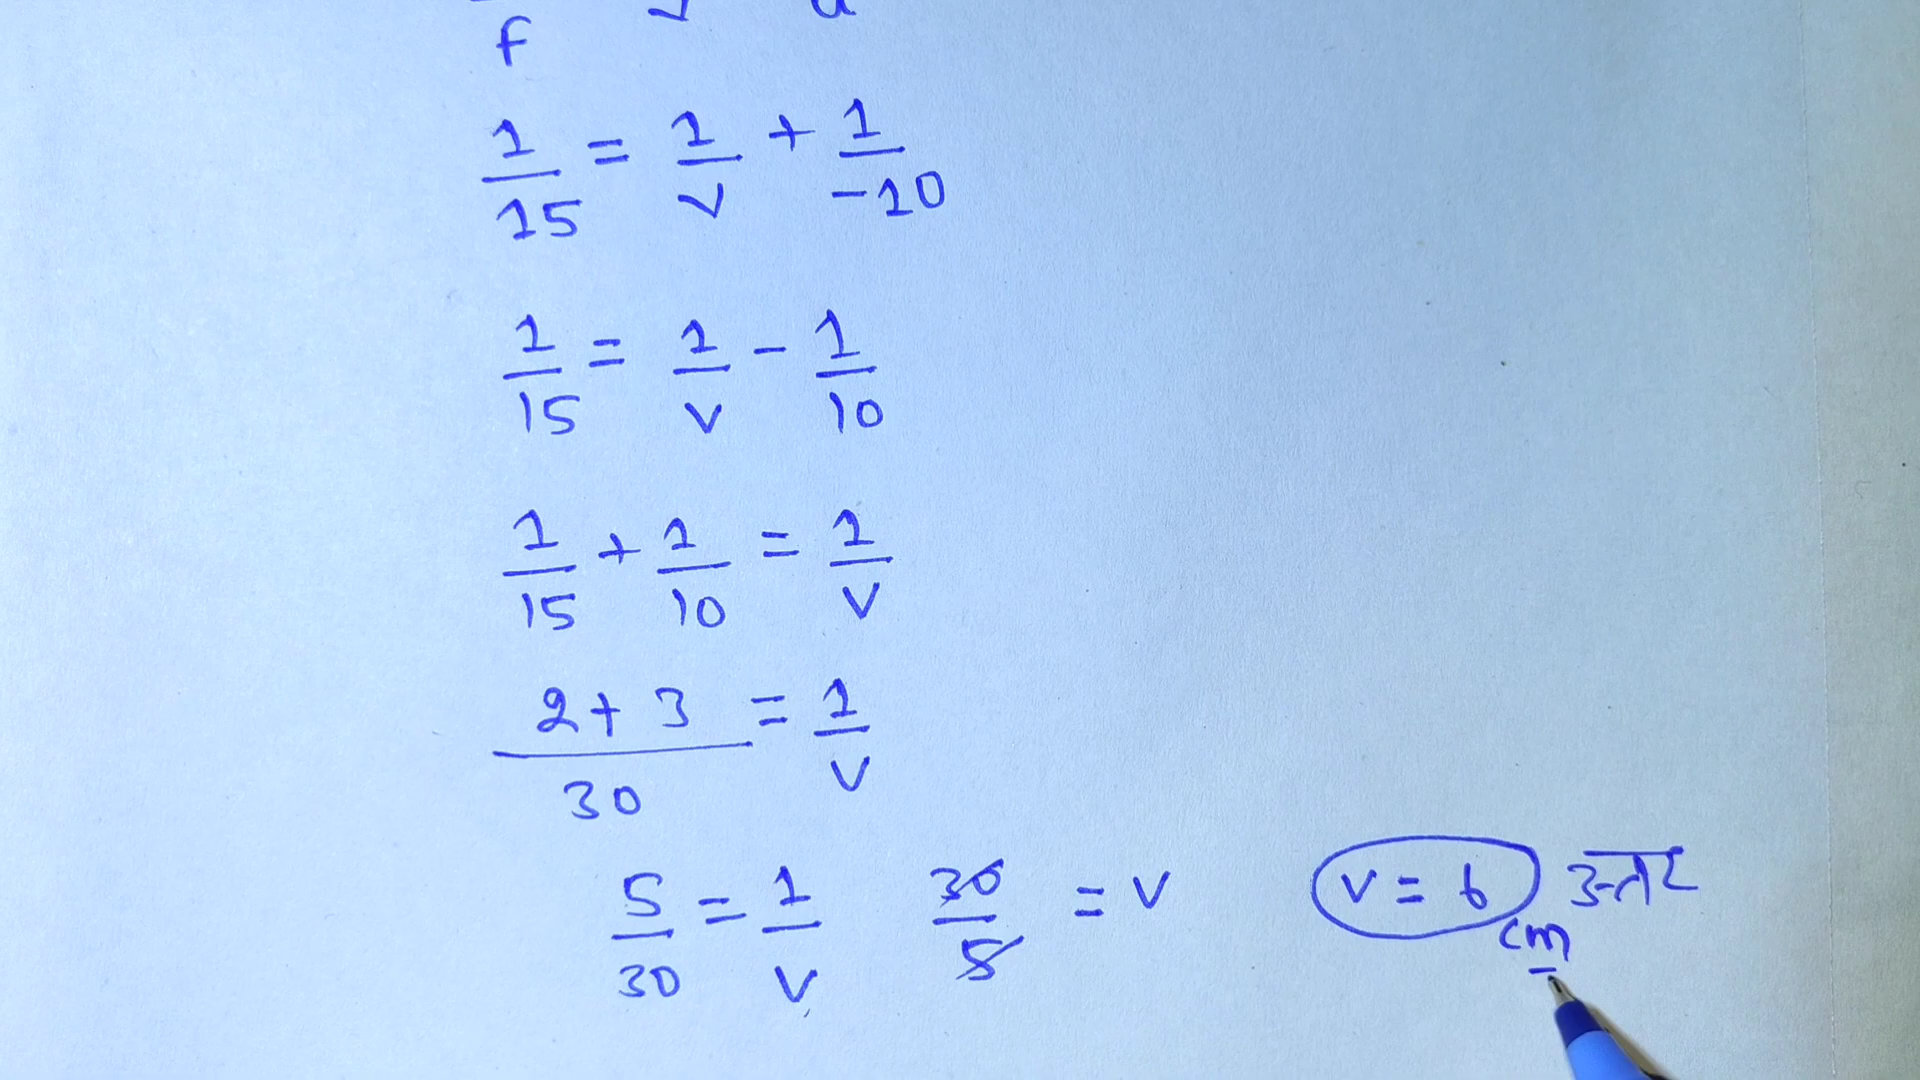 f v u
1/15 = 1/v + 1/-10
1/15 = 1/v - 1/10
1/15 + 1/10 = 1/v
2+3/30 = 1/v
5/30 = 1/v 30/5 = v v = 6 cm उत्तर